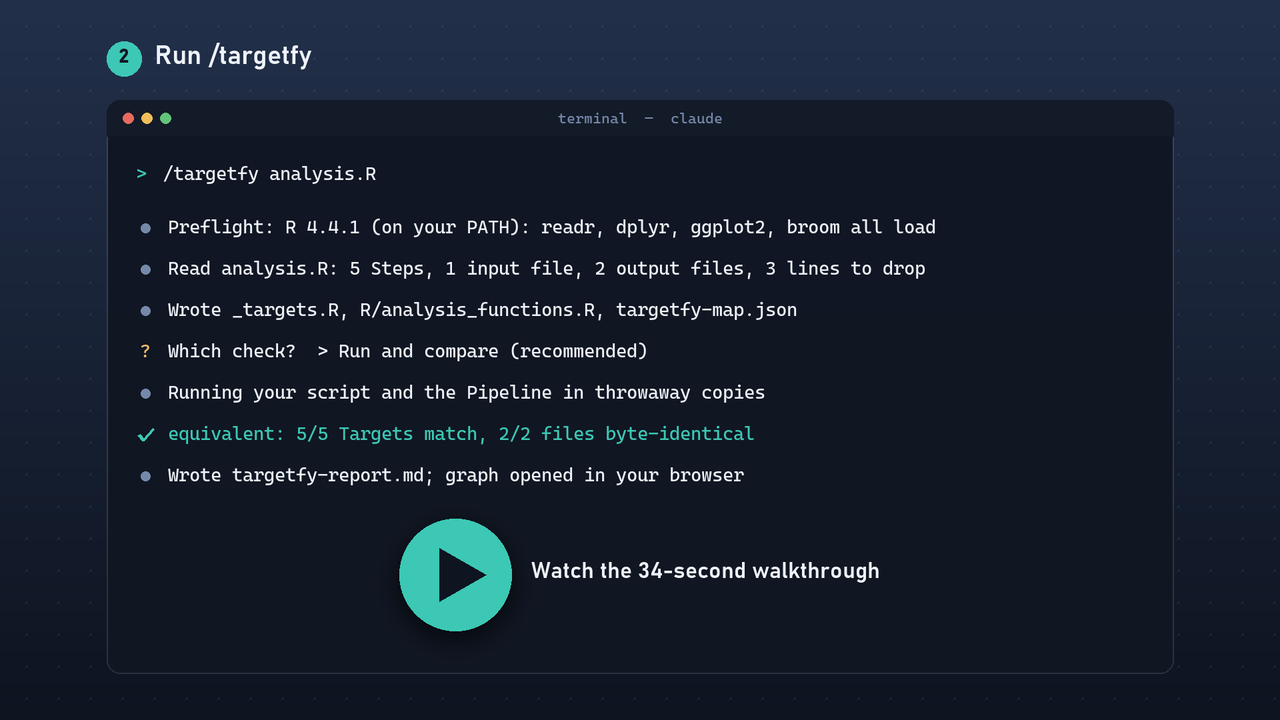 2 Run /targetfy
terminal — claude
> /targetfy analysis.R
● Preflight: R 4.4.1 (on your PATH): readr, dplyr, ggplot2, broom all load
● Read analysis.R: 5 Steps, 1 input file, 2 output files, 3 lines to drop
● Wrote _targets.R, R/analysis_functions.R, targetfy-map.json
? Which check?  > Run and compare (recommended)
● Running your script and the Pipeline in throwaway copies
✓ equivalent: 5/5 Targets match, 2/2 files byte-identical
● Wrote targetfy-report.md; graph opened in your browser
Watch the 34-second walkthrough